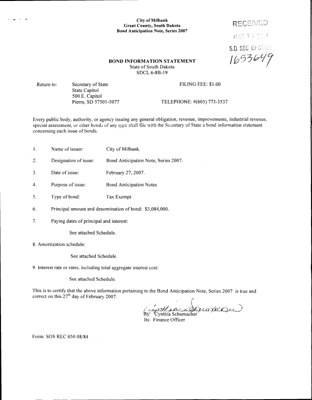 City of Milbank
Grant County, South Dakota
Bond Anticipation Note, Series 2007
RECEIVED
S.D. SEC OF
1653649
BOND INFORMATION STATEMENT
State of South Dakota
SDCL 6-8B-19
Return to: Secretary of State FILING FEE: $1.00
State Capitol
500 E. Capitol
Pierre, SD 57501-5077 TELEPHONE: #(605) 773-3537
Every public body, authority, or agency issuing any general obligation, revenue, improvements, industrial revenue,
special assessment, or other bonds of any type shall file with the Secretary of State a bond information statement
concerning each issue of bonds.
1. Name of issuer: City of Milbank.
2. Designation of issue: Bond Anticipation Note, Series 2007.
3. Date of issue: February 27, 2007.
4. Purpose of issue: Bond Anticipation Notes
5. Type of bond: Tax Exempt.
6. Principal amount and denomination of bond: $3,084,000.
7. Paying dates of principal and interest:
See attached Schedule.
8. Amortization schedule:
See attached Schedule.
9. Interest rate or rates, including total aggregate interest cost:
See attached Schedule.
This is to certify that the above information pertaining to the Bond Anticipation Note, Series 2007 is true and
correct on this 27th day of February 2007.
Cynthia Schumacher
By: Cynthia Schumacher
Its: Finance Officer
Form: SOS REC 050 08/84